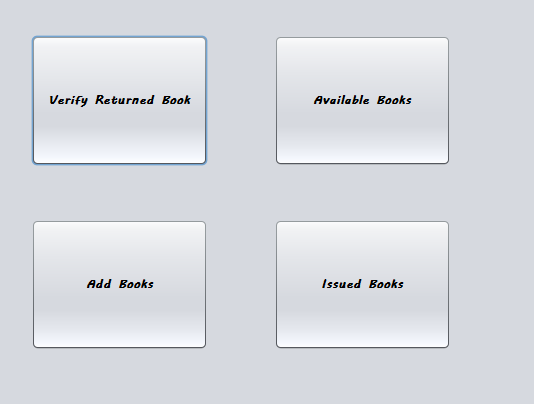 Verify Returned Book
Available Books
Add Books
Issued Books